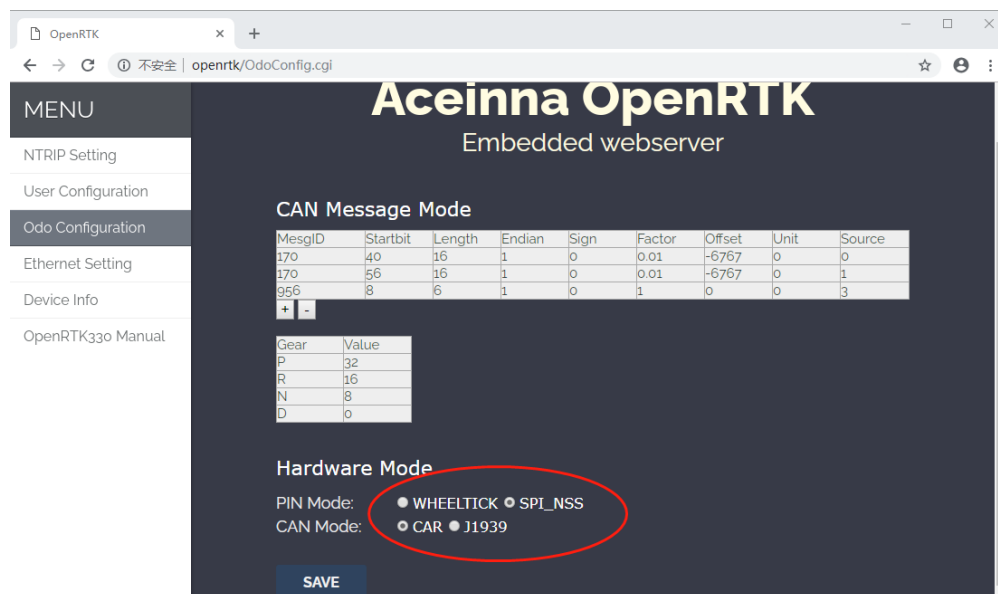 OpenRTK
不安全 | openrtk/OdoConfig.cgi
MENU
NTRIP Setting
User Configuration
Odo Configuration
Ethernet Setting
Device Info
OpenRTK330 Manual
Aceinna OpenRTK
Embedded webserver
CAN Message Mode
MesgID Startbit Length Endian Sign Factor Offset Unit Source
170 40 16 1 0 0.01 -6767 0 0
170 56 16 1 0 0.01 -6767 0 1
956 8 6 1 0 1 0 0 3
+ -
Gear Value
P 32
R 16
N 8
D 0
Hardware Mode
PIN Mode: WHEELTICK SPI_NSS
CAN Mode: CAR J1939
SAVE